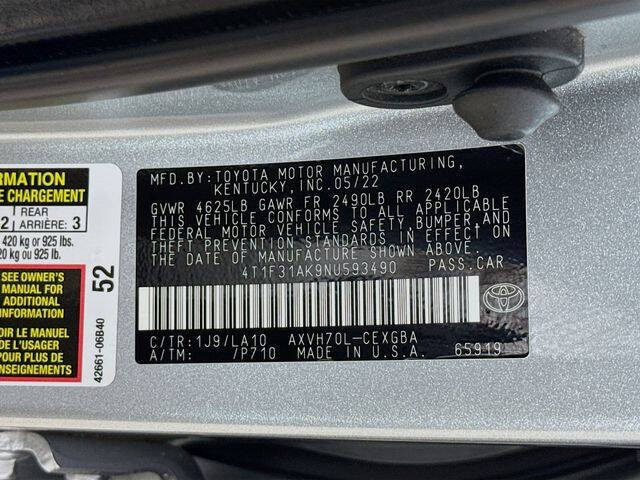 RMATION
E CHARGEMENT
2 REAR ARRIÈRE: 3
420 kg or 925 lbs.
20 kg ou 925 lb.
SEE OWNER'S
MANUAL FOR
ADDITIONAL
INFORMATION
OIR LE MANUEL
DE L'USAGER
POUR PLUS DE
ENSEIGNEMENTS
52
42661-06B40
MFD.BY:TOYOTA MOTOR MANUFACTURING,
KENTUCKY,INC.05/22
GVWR 4625LB GAWR FR 2490LB RR 2420LB
THIS VEHICLE CONFORMS TO ALL APPLICABLE
FEDERAL MOTOR VEHICLE SAFETY,BUMPER,AND
THEFT PREVENTION STANDARDS IN EFFECT ON
THE DATE OF MANUFACTURE SHOWN ABOVE.
4T1F31AK9NU593490 PASS.CAR
C/TR:1J9/LA10 AXVH70L-CEXGBA
A/TM: /P710 MADE IN U.S.A. 65919